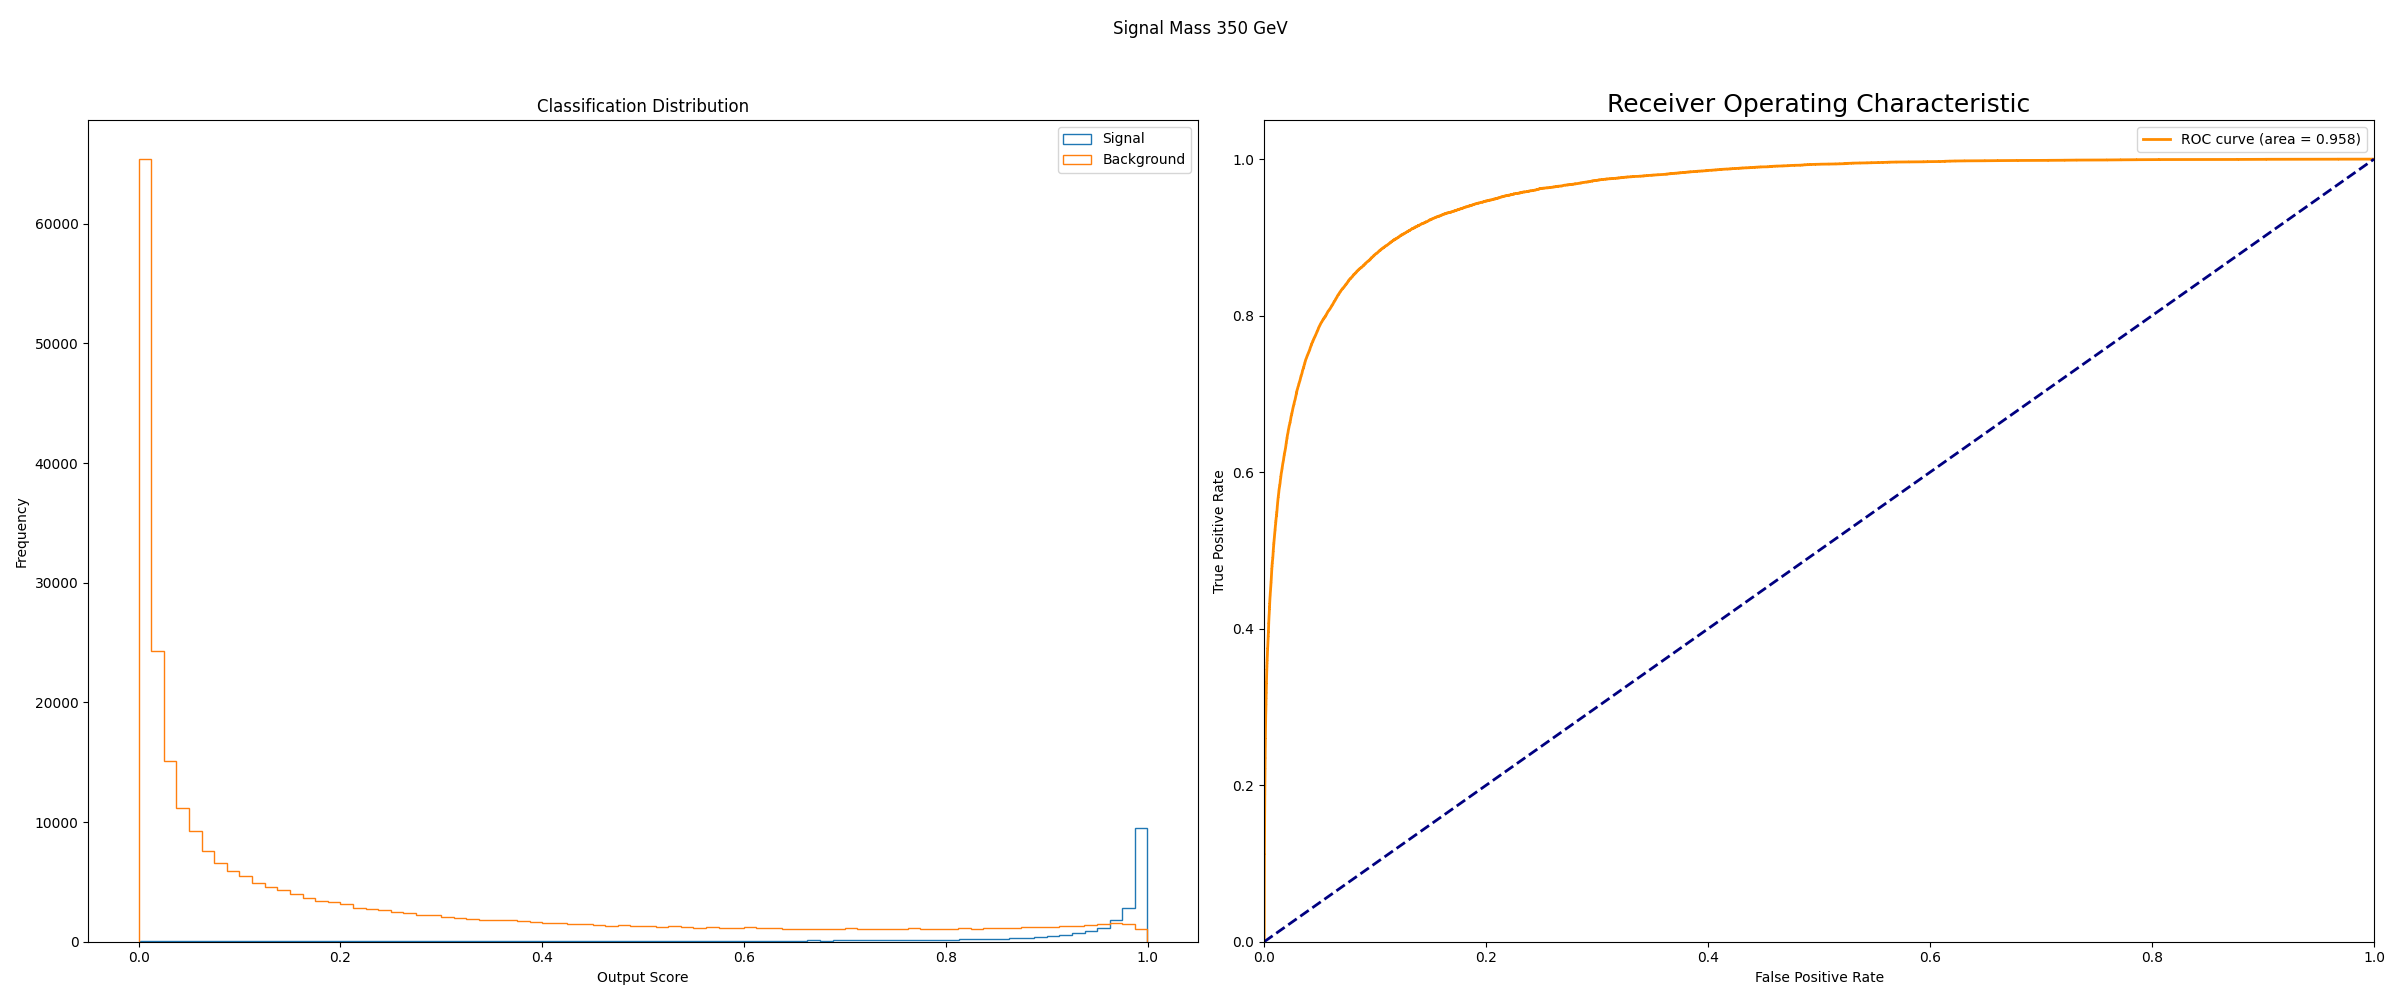 Signal Mass 350 GeV
Classification Distribution
Signal
Background
Frequency
60000
50000
40000
30000
20000
10000
0
0.0 0.2 0.4 0.6 0.8 1.0
Output Score
Receiver Operating Characteristic
ROC curve (area = 0.958)
True Positive Rate
1.0
0.8
0.6
0.4
0.2
0.0
0.0 0.2 0.4 0.6 0.8 1.0
False Positive Rate